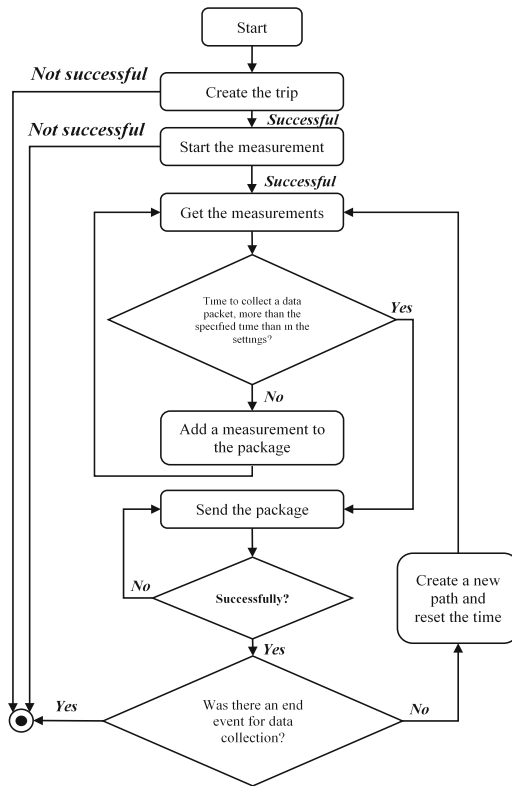 Start
Not successful
Create the trip
Successful
Not successful
Start the measurement
Successful
Get the measurements
Time to collect a data
packet, more than the
specified time than in the
settings?
Yes
No
Add a measurement to
the package
Send the package
No
Successfully?
Create a new
path and
reset the time
Yes
Was there an end
event for data
collection?
Yes
No